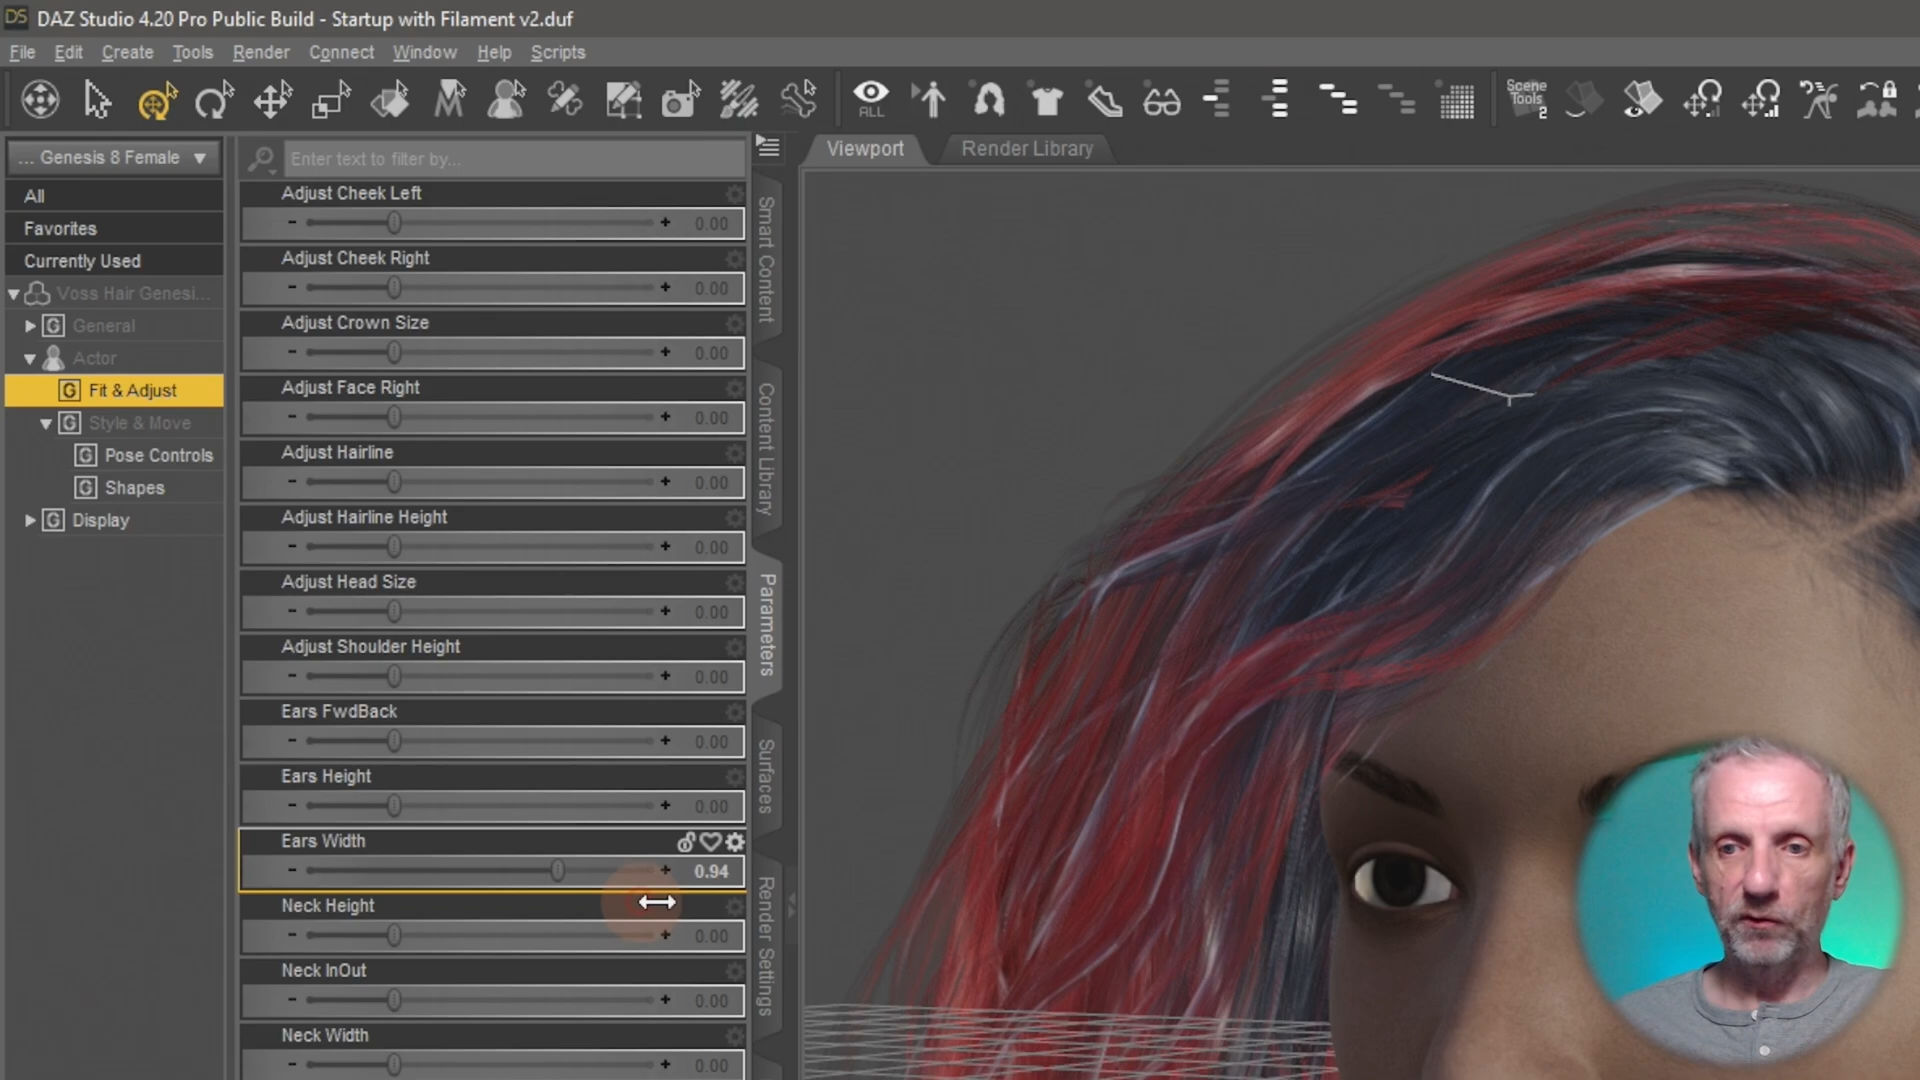 DS DAZ Studio 4.20 Pro Public Build - Startup with Filament v2.duf
File Edit Create Tools Render Connect Window Help Scripts
ALL
Scene
Tools
2
... Genesis 8 Female
Enter text to filter by...
Viewport
Render Library
All
Favorites
Currently Used
Voss Hair Genesi...
G General
Actor
G Fit & Adjust
G Style & Move
G Pose Controls
G Shapes
G Display
Adjust Cheek Left
- + 0.00
Adjust Cheek Right
- + 0.00
Adjust Crown Size
- + 0.00
Adjust Face Right
- + 0.00
Adjust Hairline
- + 0.00
Adjust Hairline Height
- + 0.00
Adjust Head Size
- + 0.00
Adjust Shoulder Height
- + 0.00
Ears FwdBack
- + 0.00
Ears Height
- + 0.00
Ears Width
- + 0.94
Neck Height
- + 0.00
Neck InOut
- + 0.00
Neck Width
- + 0.00
Smart Content
Content Library
Parameters
Surfaces
Render Settings